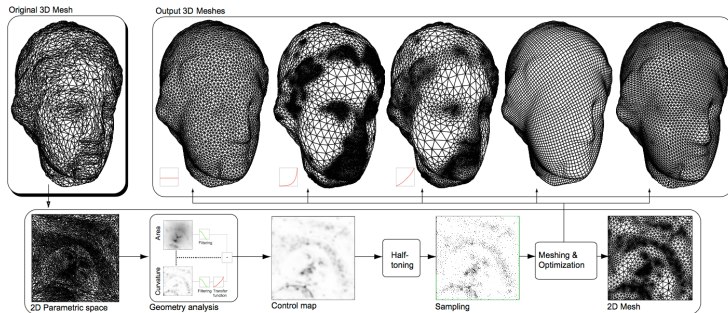 Original 3D Mesh
Output 3D Meshes
Area
Filtering
Curvature
Filtering
Transfer
function
Half-
toning
Meshing &
Optimization
2D Parametric space
Geometry analysis
Control map
Sampling
2D Mesh